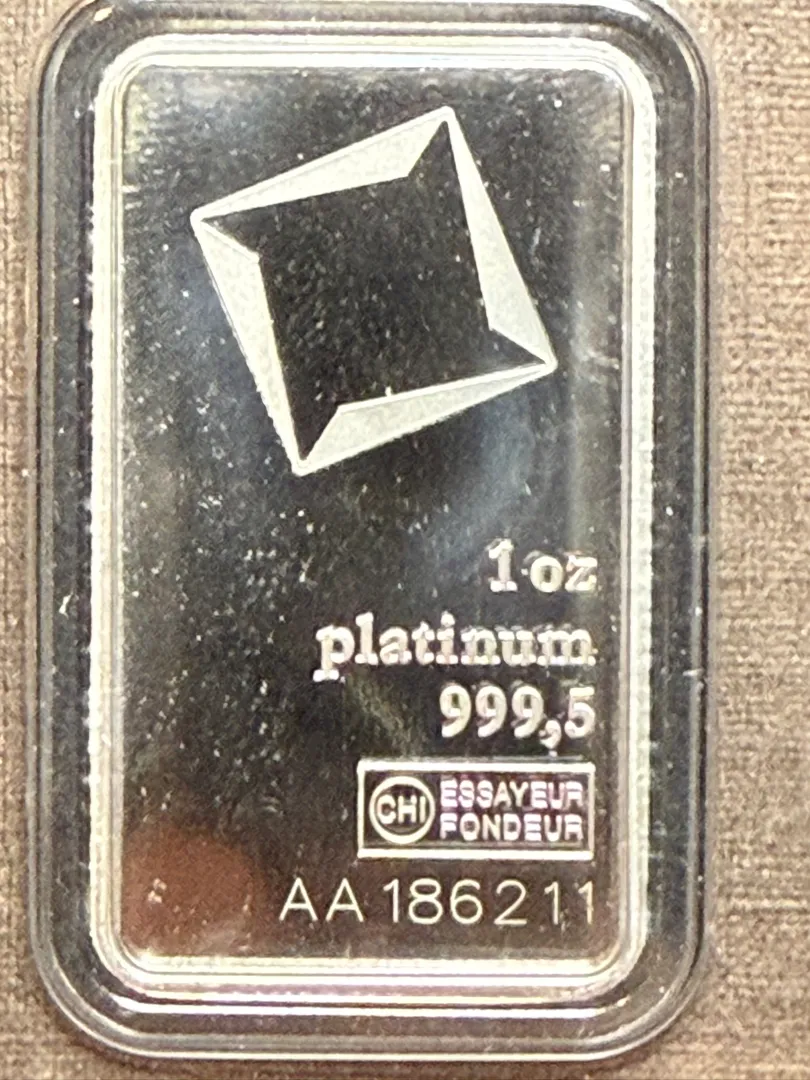 1 oz
platinum
999,5
CHI ESSAYEUR
FONDEUR
AA 186211